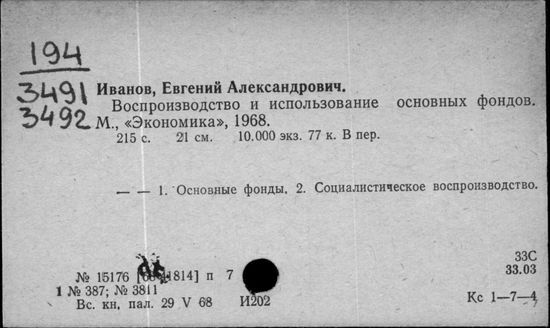 194
3491
3492
Иванов, Евгений Александрович.
Воспроизводство и использование основных фондов.
М., «Экономика», 1968.
215 с. 21 см. 10.000 экз. 77 к. В пер.
— — 1. Основные фонды. 2. Социалистическое воспроизводство.
33С
№ 15176 [68-41814] п 7 33.03
1 № 387; № 3811
Вс. кн, пал. 29 V 68 И202 Кс 1—7—4